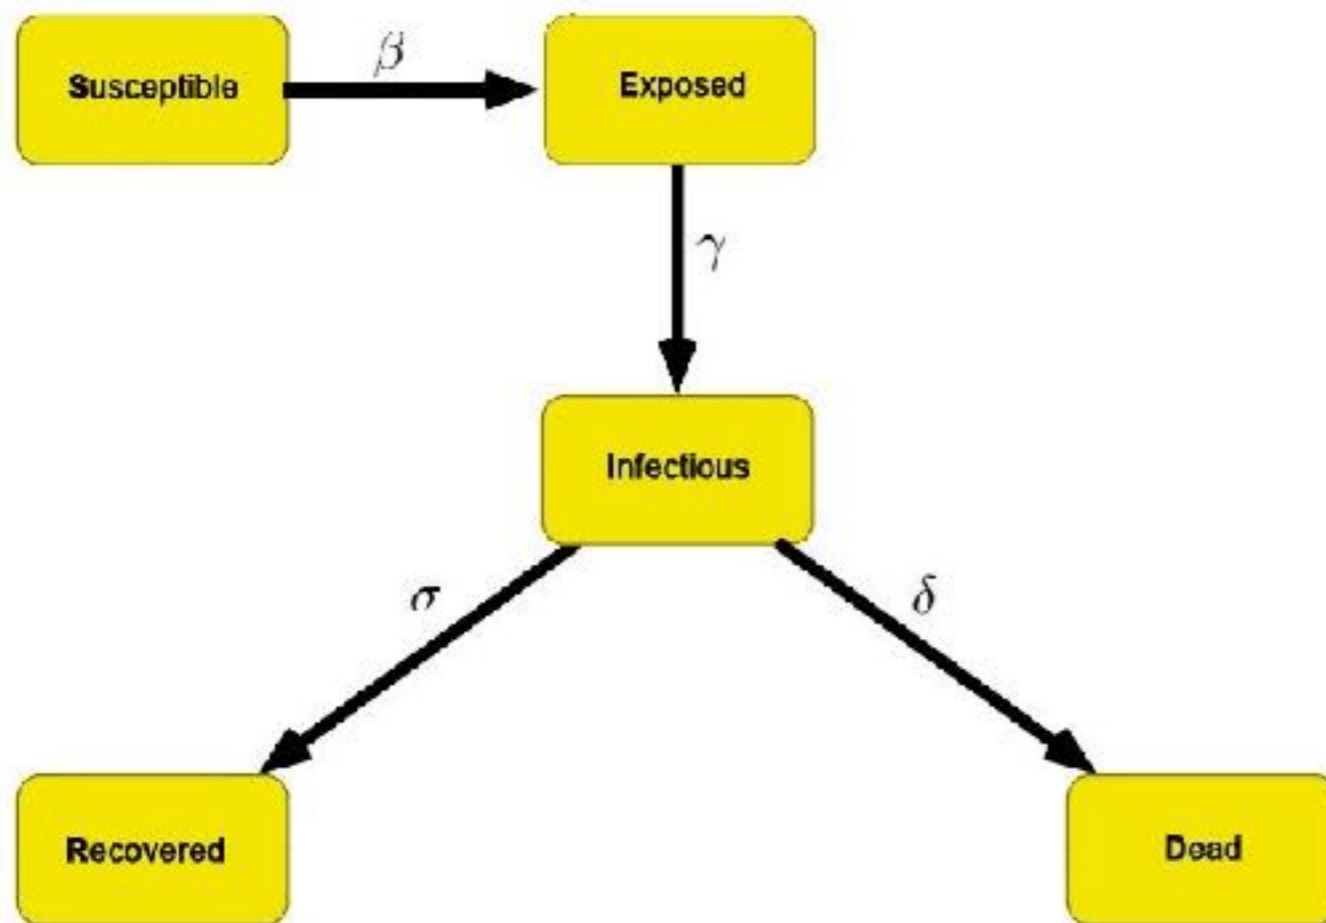 β
Susceptible
Exposed
γ
Infectious
σ
δ
Recovered
Dead